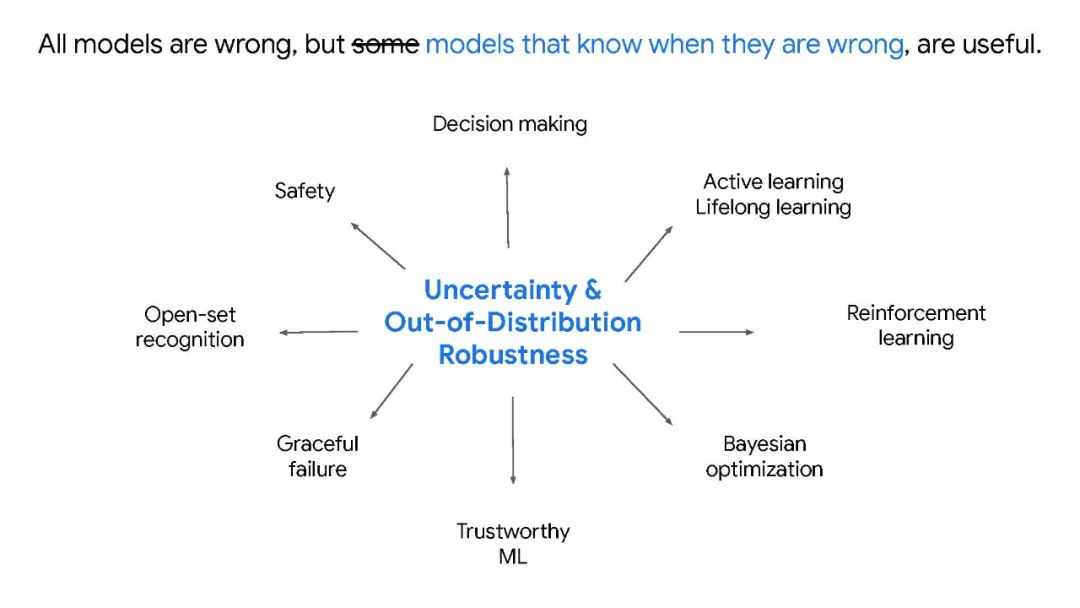 All models are wrong, but some models that know when they are wrong, are useful.
Decision making
Safety
Active learning
Lifelong learning
Uncertainty &
Out-of-Distribution
Robustness
Open-set
recognition
Reinforcement
learning
Graceful
failure
Bayesian
optimization
Trustworthy
ML